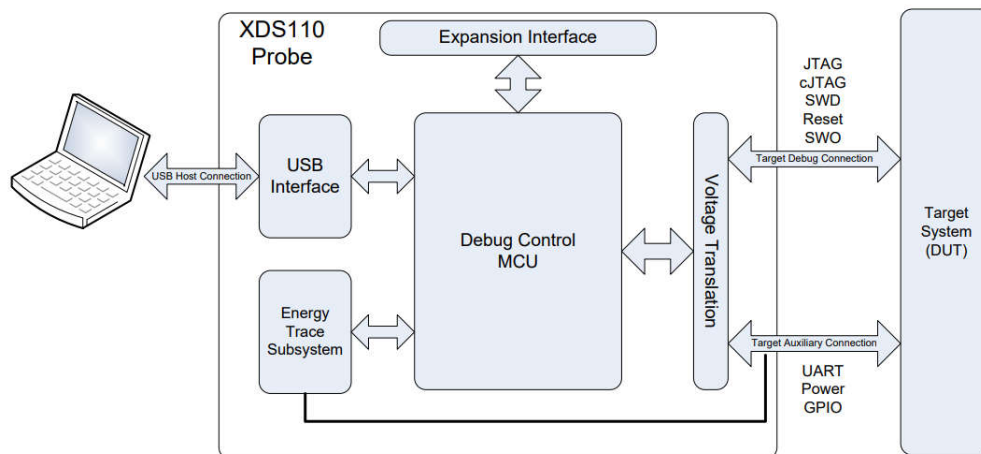 XDS110
Probe
Expansion Interface
JTAG
cJTAG
SWD
Reset
SWO
USB Host Connection
USB
Interface
Target Debug Connection
Debug Control
MCU
Voltage Translation
Target
System
(DUT)
Energy
Trace
Subsystem
Target Auxiliary Connection
UART
Power
GPIO